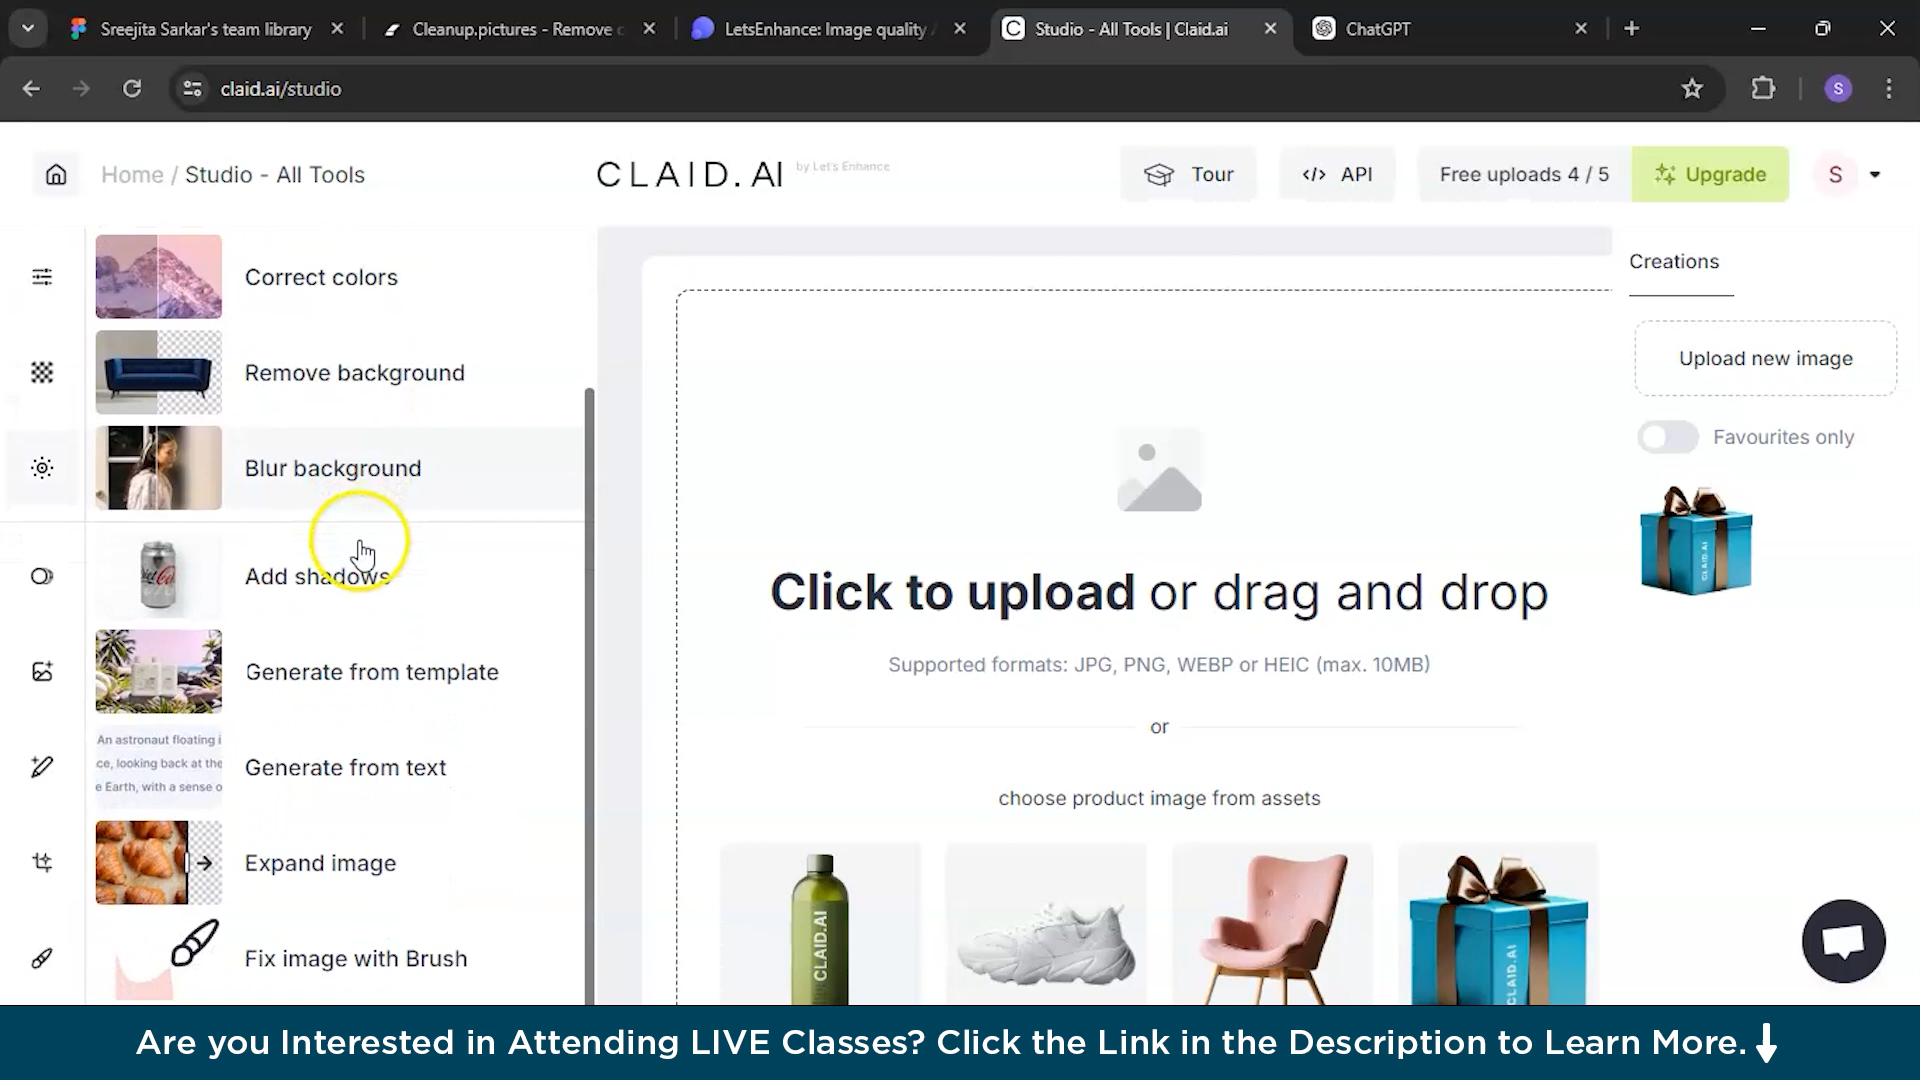 Sreejita Sarkar's team library
Cleanup.pictures - Remove
LetsEnhance: Image quality
Studio - All Tools | Claid.ai
ChatGPT
claid.ai/studio
S
Home / Studio - All Tools
CLAID.AI by Let's Enhance
Tour
</> API
Free uploads 4 / 5
Upgrade
S
Correct colors
Remove background
Blur background
Add shadows
Generate from template
An astronaut floating i
ce, looking back at the
e Earth, with a sense o
Generate from text
Expand image
Fix image with Brush
Click to upload or drag and drop
Supported formats: JPG, PNG, WEBP or HEIC (max. 10MB)
or
choose product image from assets
CLAID.AI
CLAID.AI
Creations
Upload new image
Favourites only
CLAID.AI
Are you Interested in Attending LIVE Classes? Click the Link in the Description to Learn More.